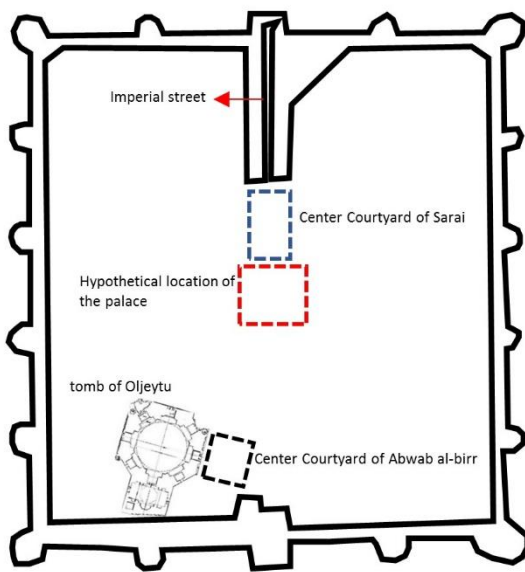 Imperial street
Center Courtyard of Sarai
Hypothetical location of
the palace
tomb of Oljeytu
Center Courtyard of Abwab al-birr